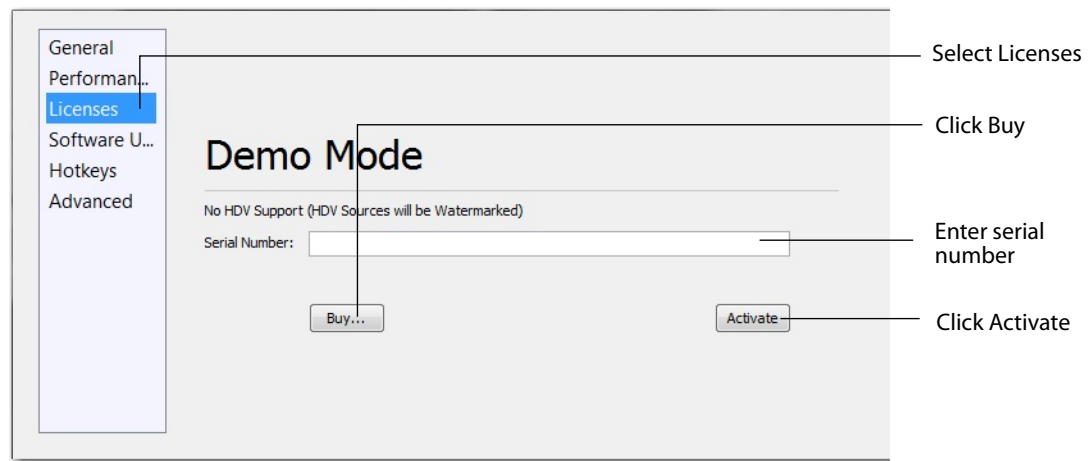 General
Performan...
Licenses
Software U...
Hotkeys
Advanced
Demo Mode
No HDV Support (HDV Sources will be Watermarked)
Serial Number:
Buy...
Activate
Select Licenses
Click Buy
Enter serial
number
Click Activate